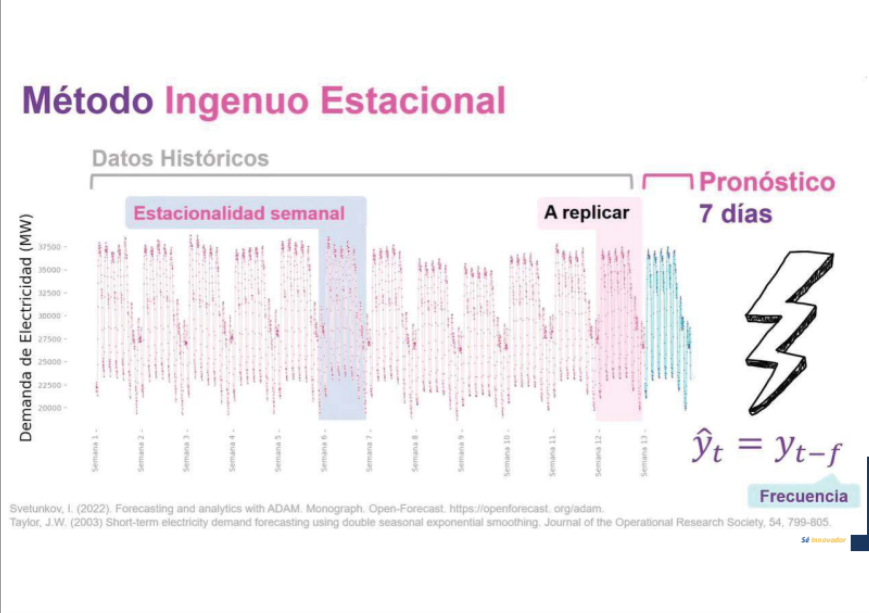 Método Ingenuo Estacional
Datos Históricos
Pronóstico
7 días
Estacionalidad semanal
A replicar
Demanda de Electricidad (MW)
37500
35000
32500
30000
27500
25000
22500
20000
Semana 1
Semana 2
Semana 3
Semana 4
Semana 5
Semana 6
Semana 7
Semana 8
Semana 9
Semana 10
Semana 11
Semana 12
Semana 13
ŷt = yt−f
Frecuencia
Svetunkov, I. (2022). Forecasting and analytics with ADAM. Monograph. Open-Forecast. https://openforecast. org/adam.
Taylor, J.W. (2003) Short-term electricity demand forecasting using double seasonal exponential smoothing. Journal of the Operational Research Society, 54, 799-805.
Sé Innovador